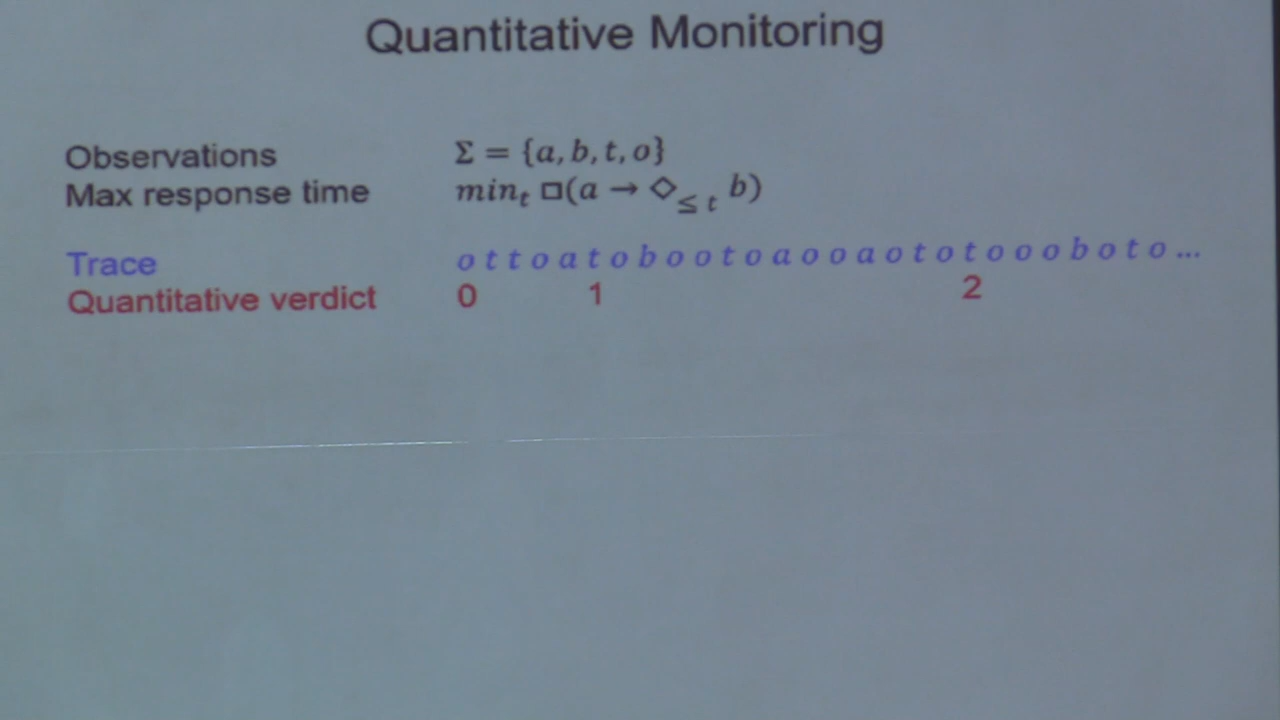 Quantitative Monitoring
Observations Σ = {a, b, t, o}
Max response time min_t □(a → ◇_{≤ t} b)
Trace o t t o a t o b o o t o a o o a o t o t o o o b o t o ...
Quantitative verdict 0 1 2